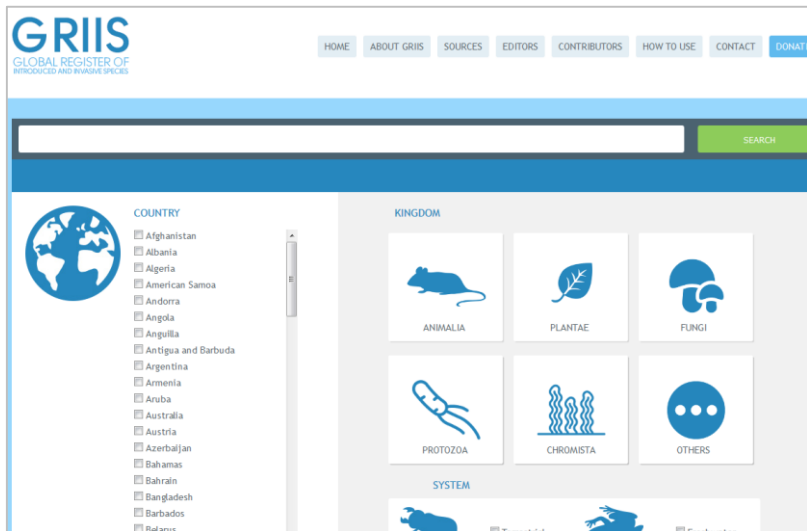 GRIIS
GLOBAL REGISTER OF
INTRODUCED AND INVASIVE SPECIES
HOME
ABOUT GRIIS
SOURCES
EDITORS
CONTRIBUTORS
HOW TO USE
CONTACT
SEARCH
COUNTRY
Afghanistan
Albania
Algeria
American Samoa
Andorra
Angola
Anguilla
Antigua and Barbuda
Argentina
Armenia
Aruba
Australia
Austria
Azerbaijan
Bahamas
Bahrain
Bangladesh
Barbados
Belarus
KINGDOM
ANIMALIA
PLANTAE
FUNGI
PROTOZOA
CHROMISTA
OTHERS
SYSTEM